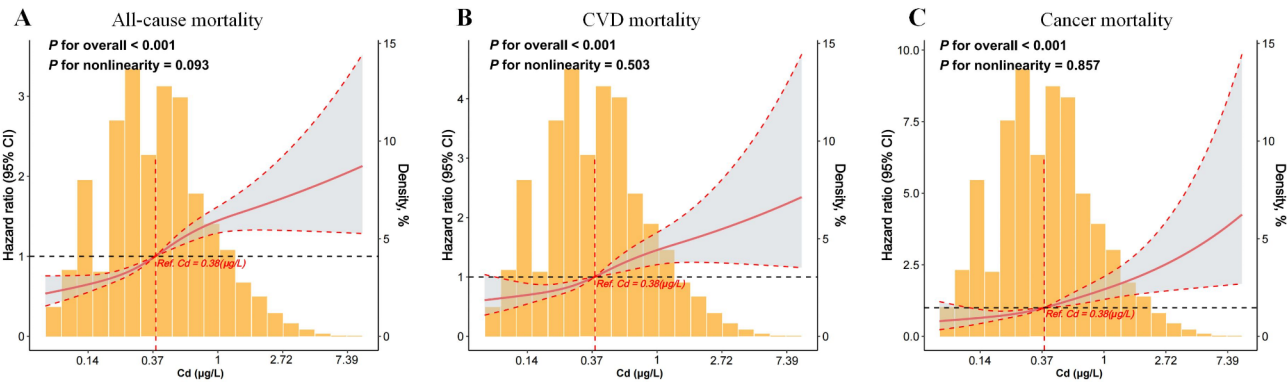 A
All-cause mortality
P for overall < 0.001
P for nonlinearity = 0.093
Hazard ratio (95% CI)
3
2
1
0
15
10
5
0
Density, %
Ref. Cd = 0.38(μg/L)
0.14
0.37
1
2.72
7.39
Cd (μg/L)
B
CVD mortality
P for overall < 0.001
P for nonlinearity = 0.503
Hazard ratio (95% CI)
4
3
2
1
0
15
10
5
0
Density, %
Ref. Cd = 0.38(μg/L)
0.14
0.37
1
2.72
7.39
Cd (μg/L)
C
Cancer mortality
P for overall < 0.001
P for nonlinearity = 0.857
Hazard ratio (95% CI)
10.0
7.5
5.0
2.5
0.0
15
10
5
0
Density, %
Ref. Cd = 0.38(μg/L)
0.14
0.37
1
2.72
7.39
Cd (μg/L)